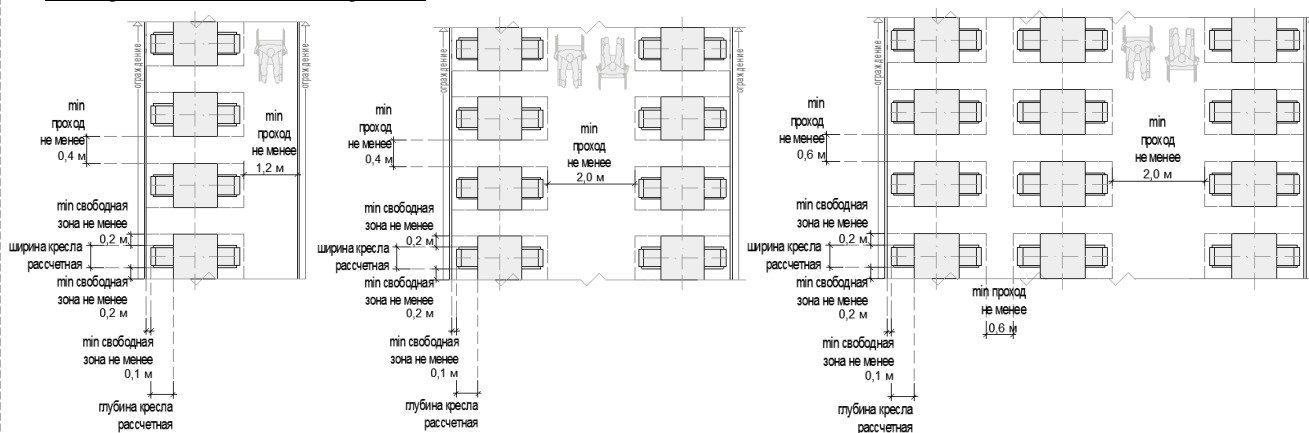 ограждение
ограждение
min
проход
не менее
0,4 м
min
проход
не менее
1,2 м
min свободная
зона не менее
0,2 м
ширина кресла
рассчетная
min свободная
зона не менее
0,2 м
min свободная
зона не менее
0,1 м
глубина кресла
рассчетная
ограждение
ограждение
min
проход
не менее
0,4 м
min
проход
не менее
2,0 м
min свободная
зона не менее
0,2 м
ширина кресла
рассчетная
min свободная
зона не менее
0,2 м
min свободная
зона не менее
0,1 м
глубина кресла
рассчетная
ограждение
ограждение
min
проход
не менее
0,6 м
min
проход
не менее
2,0 м
min свободная
зона не менее
0,2 м
ширина кресла
рассчетная
min свободная
зона не менее
0,2 м
min проход
не менее
0,6 м
min свободная
зона не менее
0,1 м
глубина кресла
рассчетная